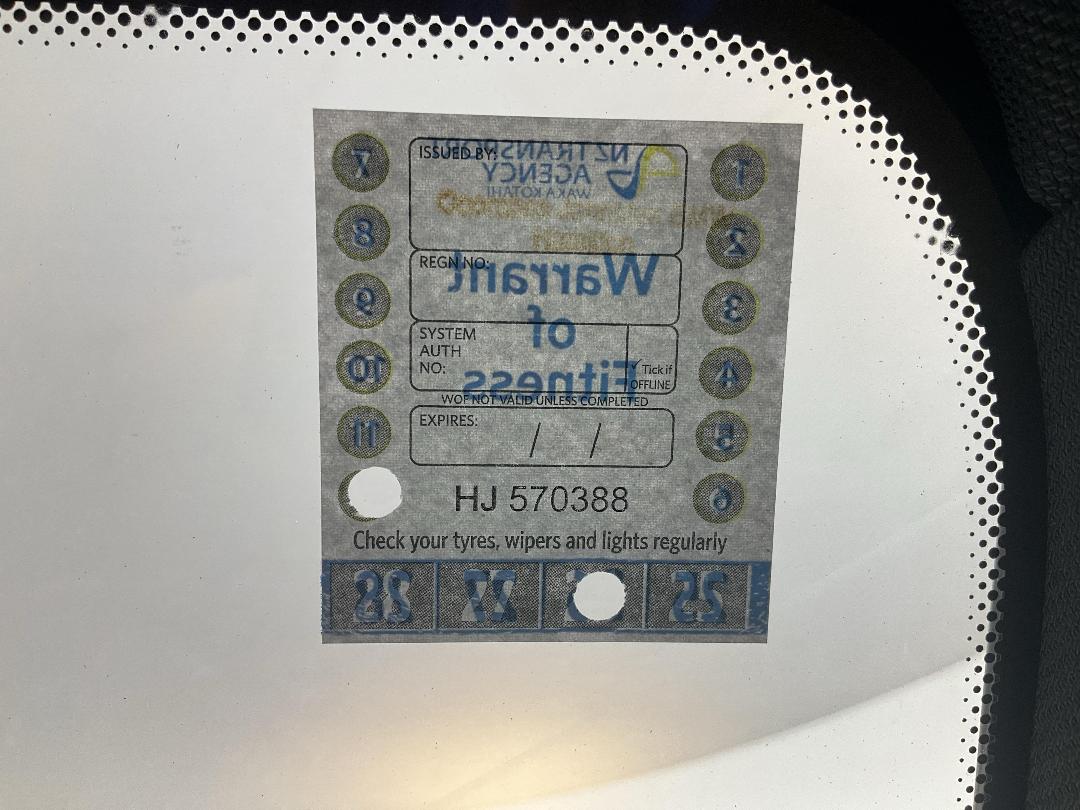 ISSUED BY:
NZ TRANSPORT
AGENCY
WAKA KOTAHI
REGN NO:
Warrant
of
Fitness
SYSTEM
AUTH
NO:
✓ Tick if
OFFLINE
WOF NOT VALID UNLESS COMPLETED
EXPIRES: / /
7
8
9
10
11
1
2
3
4
5
6
HJ 570388
Check your tyres, wipers and lights regularly
28 27 25